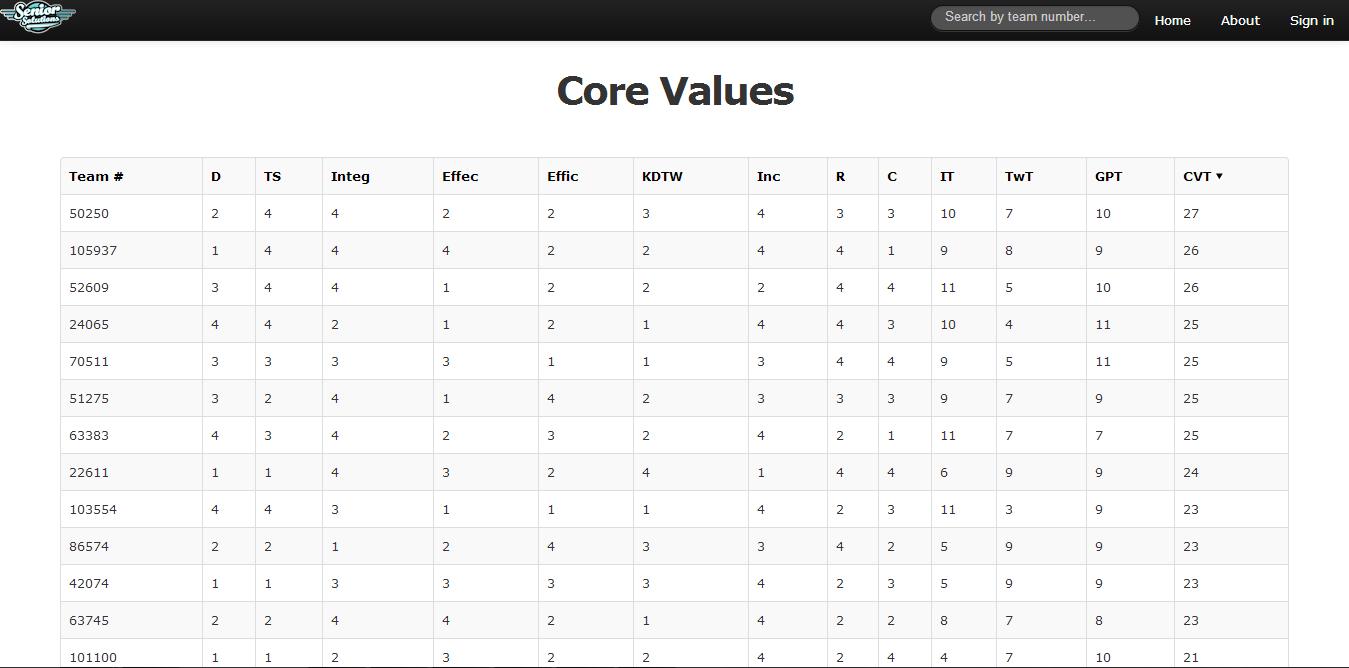 Senior
Solutions
Search by team number... Home About Sign in
Core Values
Team # D TS Integ Effec Effic KDTW Inc R C IT TwT GPT CVT ▼
50250 2 4 4 2 2 3 4 3 3 10 7 10 27
105937 1 4 4 4 2 2 4 4 1 9 8 9 26
52609 3 4 4 1 2 2 2 4 4 11 5 10 26
24065 4 4 2 1 2 1 4 4 3 10 4 11 25
70511 3 3 3 3 1 1 3 4 4 9 5 11 25
51275 3 2 4 1 4 2 3 3 3 9 7 9 25
63383 4 3 4 2 3 2 4 2 1 11 7 7 25
22611 1 1 4 3 2 4 1 4 4 6 9 9 24
103554 4 4 3 1 1 1 4 2 3 11 3 9 23
86574 2 2 1 2 4 3 3 4 2 5 9 9 23
42074 1 1 3 3 3 3 4 2 3 5 9 9 23
63745 2 2 4 4 2 1 4 2 2 8 7 8 23
101100 1 1 2 3 2 2 4 2 4 4 7 10 21